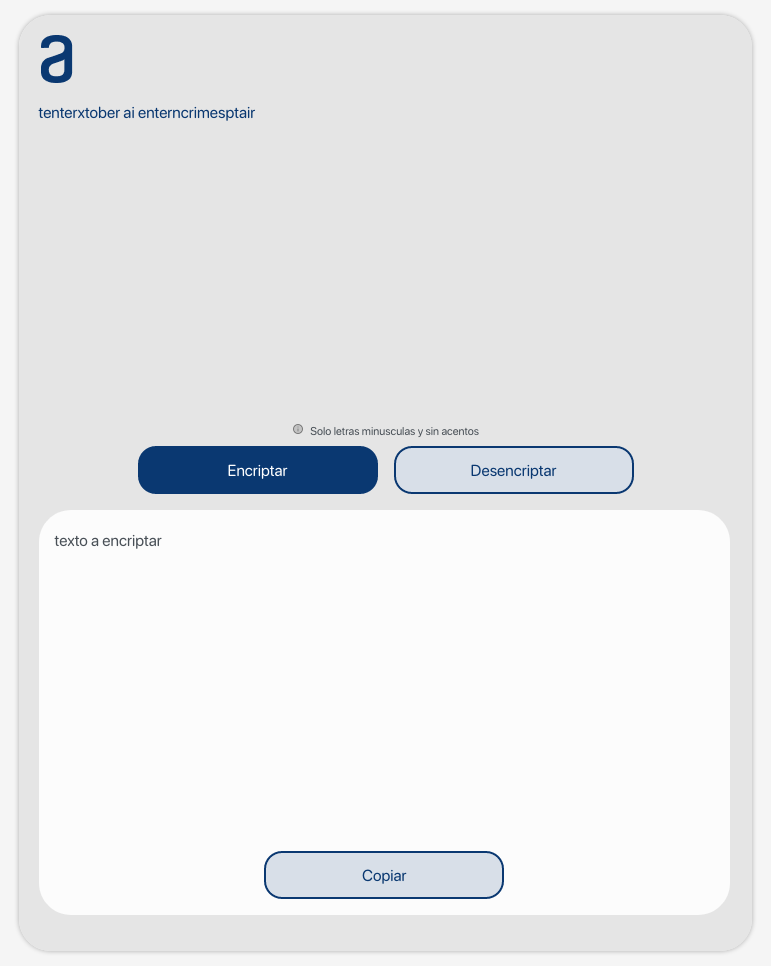 a
tenterxtober ai enterncrimesptair
Solo letras minusculas y sin acentos
Encriptar
Desencriptar
texto a encriptar
Copiar